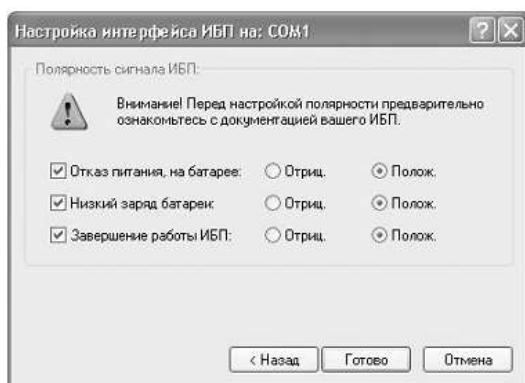 Настройка интерфейса ИБП на: COM1
Полярность сигнала ИБП:
Внимание! Перед настройкой полярности предварительно
ознакомьтесь с документацией вашего ИБП.
Отказ питания, на батарее: Отриц. Полож.
Низкий заряд батареи: Отриц. Полож.
Завершение работы ИБП: Отриц. Полож.
< Назад Готово Отмена